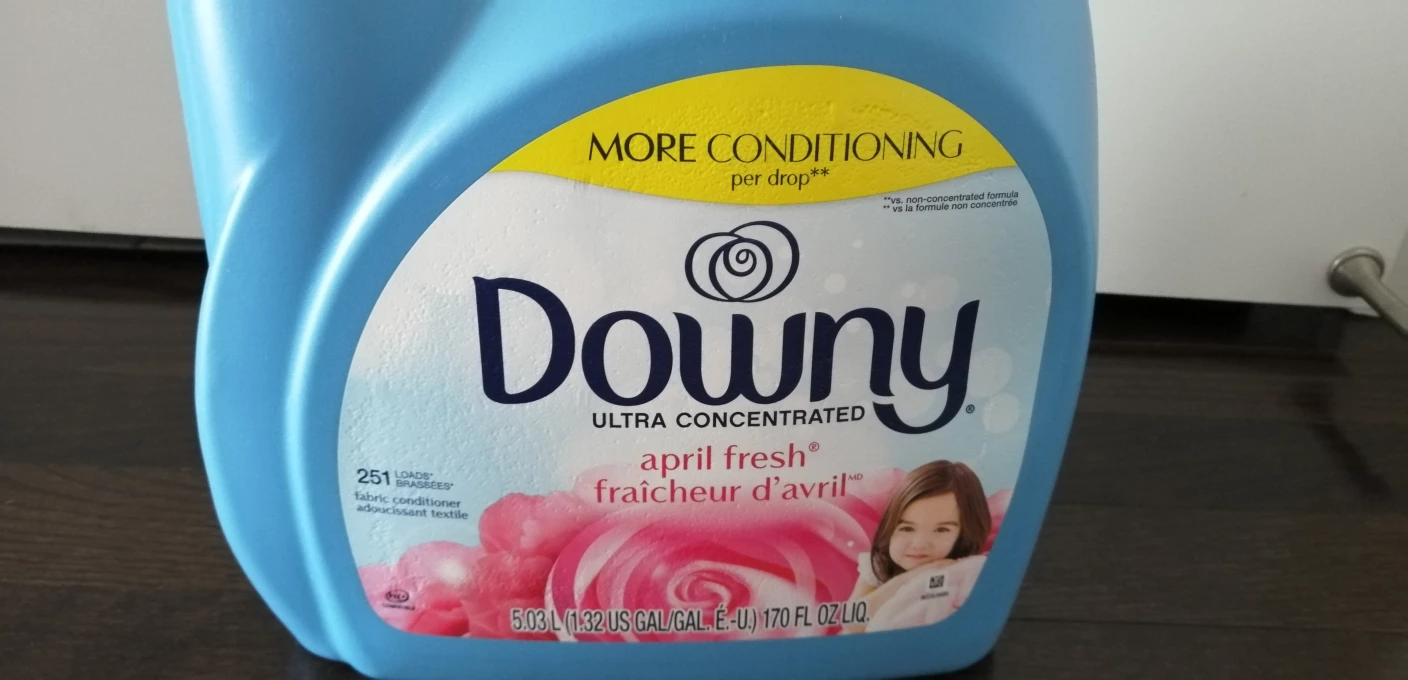 MORE CONDITIONING
per drop**
**vs. non-concentrated formula
** vs la formule non concentrée
Downy®
ULTRA CONCENTRATED
april fresh®
fraîcheur d'avril MD
251 LOADS*
BRASSÉES*
fabric conditioner
adoucissant textile
5.03 L (1.32 US GAL/GAL. É.-U.) 170 FL OZ LIQ.